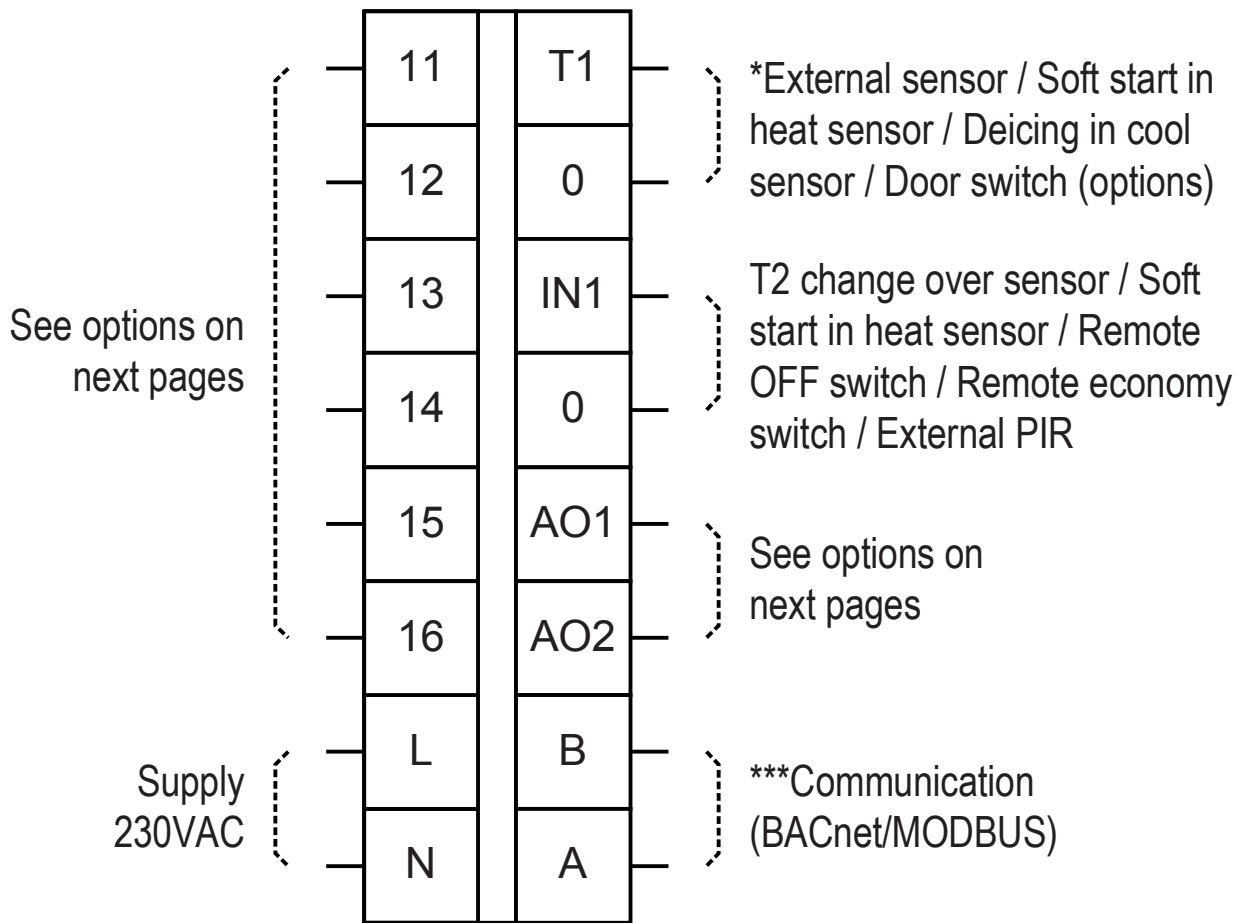 11
T1
12
0
*External sensor / Soft start in
heat sensor / Deicing in cool
sensor / Door switch (options)
13
IN1
14
0
T2 change over sensor / Soft
start in heat sensor / Remote
OFF switch / Remote economy
switch / External PIR
See options on
next pages
15
AO1
16
AO2
See options on
next pages
L
B
N
A
Supply
230VAC
***Communication
(BACnet/MODBUS)